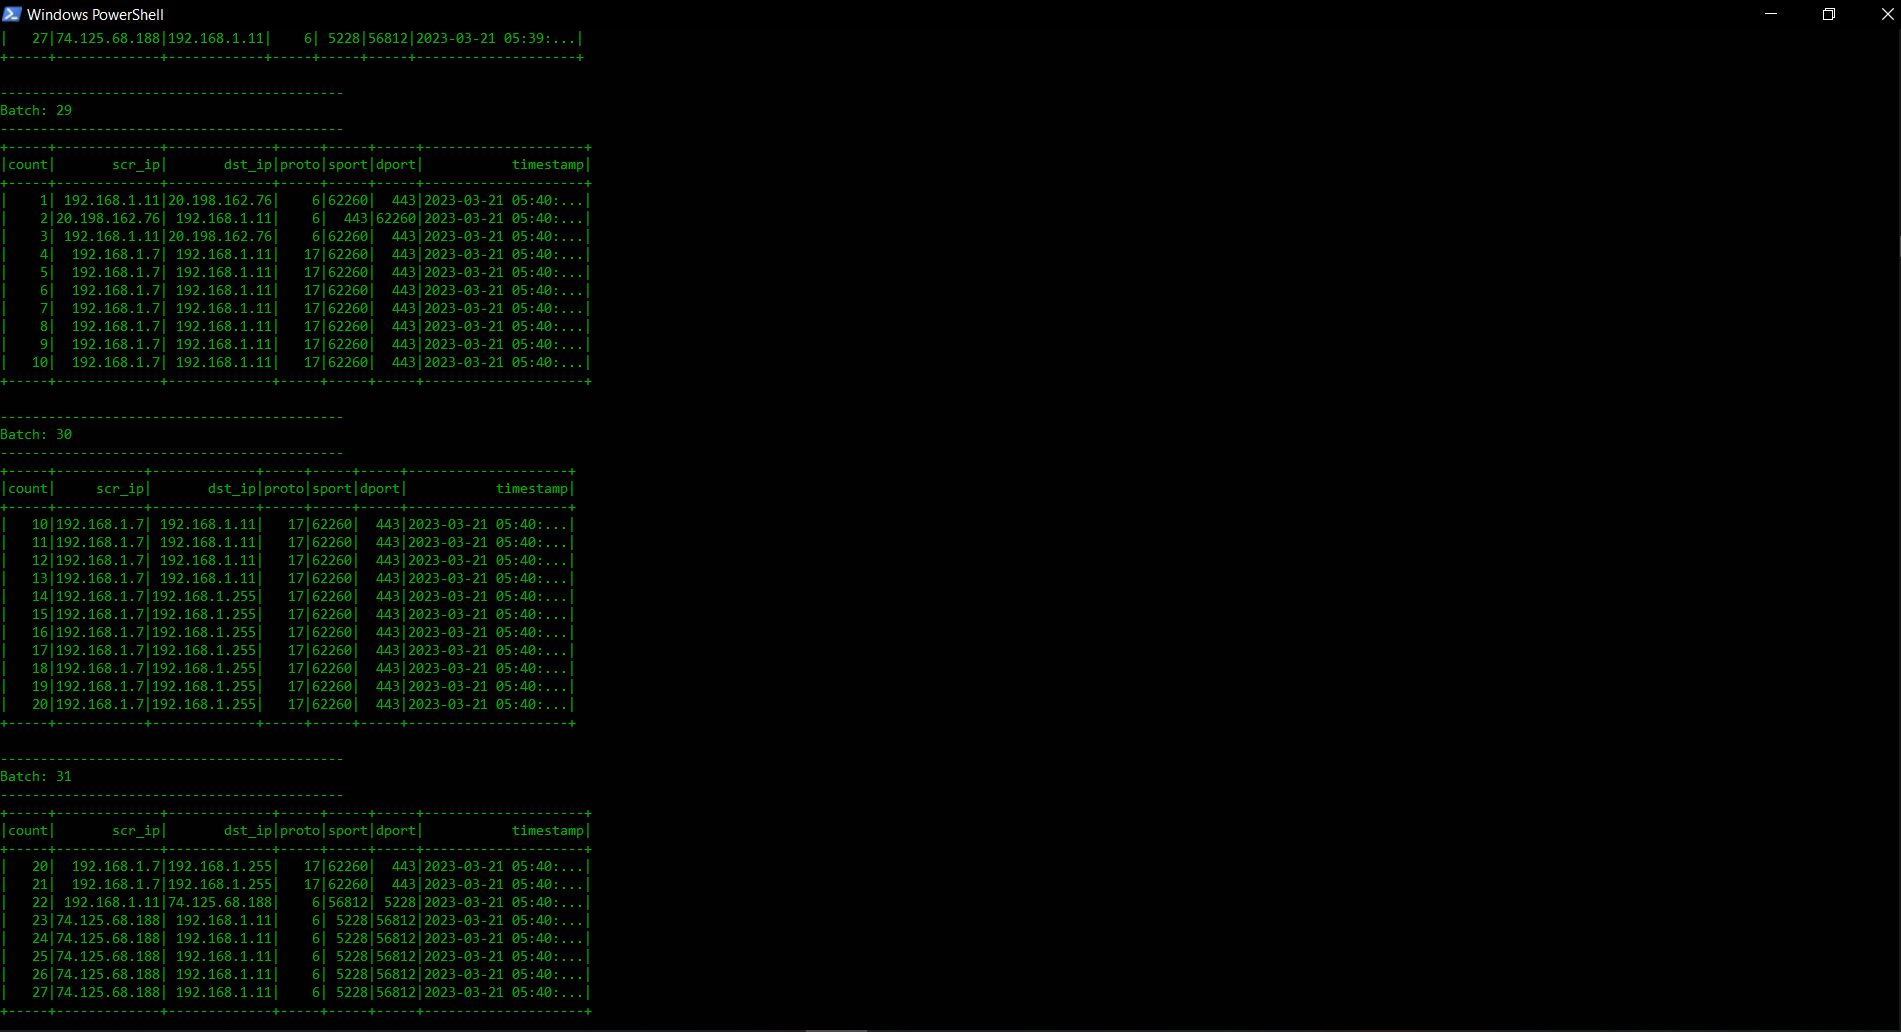 Windows PowerShell
|   27|74.125.68.188|192.168.1.11|    6| 5228|56812|2023-03-21 05:39:...|
+-----+-------------+------------+-----+-----+-----+--------------------+
-------------------------------------------
Batch: 29
-------------------------------------------
+-----+-------------+-------------+-----+-----+-----+--------------------+
|count|       scr_ip|       dst_ip|proto|sport|dport|           timestamp|
+-----+-------------+-------------+-----+-----+-----+--------------------+
|    1| 192.168.1.11|20.198.162.76|    6|62260|  443|2023-03-21 05:40:...|
|    2|20.198.162.76| 192.168.1.11|    6|  443|62260|2023-03-21 05:40:...|
|    3| 192.168.1.11|20.198.162.76|    6|62260|  443|2023-03-21 05:40:...|
|    4|  192.168.1.7| 192.168.1.11|   17|62260|  443|2023-03-21 05:40:...|
|    5|  192.168.1.7| 192.168.1.11|   17|62260|  443|2023-03-21 05:40:...|
|    6|  192.168.1.7| 192.168.1.11|   17|62260|  443|2023-03-21 05:40:...|
|    7|  192.168.1.7| 192.168.1.11|   17|62260|  443|2023-03-21 05:40:...|
|    8|  192.168.1.7| 192.168.1.11|   17|62260|  443|2023-03-21 05:40:...|
|    9|  192.168.1.7| 192.168.1.11|   17|62260|  443|2023-03-21 05:40:...|
|   10|  192.168.1.7| 192.168.1.11|   17|62260|  443|2023-03-21 05:40:...|
+-----+-------------+-------------+-----+-----+-----+--------------------+
-------------------------------------------
Batch: 30
-------------------------------------------
+-----+-----------+-------------+-----+-----+-----+--------------------+
|count|     scr_ip|       dst_ip|proto|sport|dport|           timestamp|
+-----+-----------+-------------+-----+-----+-----+--------------------+
|   10|192.168.1.7| 192.168.1.11|   17|62260|  443|2023-03-21 05:40:...|
|   11|192.168.1.7| 192.168.1.11|   17|62260|  443|2023-03-21 05:40:...|
|   12|192.168.1.7| 192.168.1.11|   17|62260|  443|2023-03-21 05:40:...|
|   13|192.168.1.7| 192.168.1.11|   17|62260|  443|2023-03-21 05:40:...|
|   14|192.168.1.7|192.168.1.255|   17|62260|  443|2023-03-21 05:40:...|
|   15|192.168.1.7|192.168.1.255|   17|62260|  443|2023-03-21 05:40:...|
|   16|192.168.1.7|192.168.1.255|   17|62260|  443|2023-03-21 05:40:...|
|   17|192.168.1.7|192.168.1.255|   17|62260|  443|2023-03-21 05:40:...|
|   18|192.168.1.7|192.168.1.255|   17|62260|  443|2023-03-21 05:40:...|
|   19|192.168.1.7|192.168.1.255|   17|62260|  443|2023-03-21 05:40:...|
|   20|192.168.1.7|192.168.1.255|   17|62260|  443|2023-03-21 05:40:...|
+-----+-----------+-------------+-----+-----+-----+--------------------+
-------------------------------------------
Batch: 31
-------------------------------------------
+-----+-------------+-------------+-----+-----+-----+--------------------+
|count|       scr_ip|       dst_ip|proto|sport|dport|           timestamp|
+-----+-------------+-------------+-----+-----+-----+--------------------+
|   20|  192.168.1.7|192.168.1.255|   17|62260|  443|2023-03-21 05:40:...|
|   21|  192.168.1.7|192.168.1.255|   17|62260|  443|2023-03-21 05:40:...|
|   22| 192.168.1.11|74.125.68.188|    6|56812| 5228|2023-03-21 05:40:...|
|   23|74.125.68.188| 192.168.1.11|    6| 5228|56812|2023-03-21 05:40:...|
|   24|74.125.68.188| 192.168.1.11|    6| 5228|56812|2023-03-21 05:40:...|
|   25|74.125.68.188| 192.168.1.11|    6| 5228|56812|2023-03-21 05:40:...|
|   26|74.125.68.188| 192.168.1.11|    6| 5228|56812|2023-03-21 05:40:...|
|   27|74.125.68.188| 192.168.1.11|    6| 5228|56812|2023-03-21 05:40:...|
+-----+-------------+-------------+-----+-----+-----+--------------------+